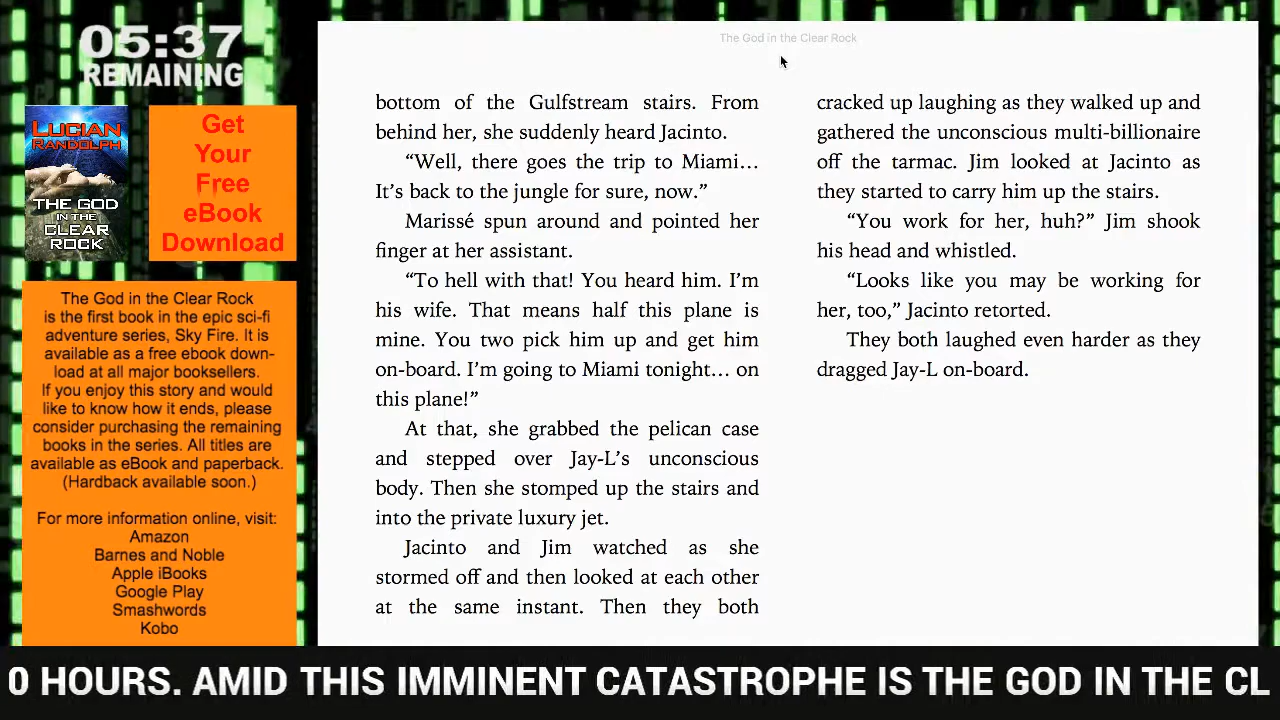 05:37
REMAINING
LUCIAN
RANDOLPH
THE GOD
IN THE
CLEAR
ROCK
Get
Your
Free
eBook
Download
The God in the Clear Rock
is the first book in the epic sci-fi
adventure series, Sky Fire. It is
available as a free ebook down-
load at all major booksellers.
If you enjoy this story and would
like to know how it ends, please
consider purchasing the remaining
books in the series. All titles are
available as eBook and paperback.
(Hardback available soon.)
For more information online, visit:
Amazon
Barnes and Noble
Apple iBooks
Google Play
Smashwords
Kobo
The God in the Clear Rock
bottom of the Gulfstream stairs. From
behind her, she suddenly heard Jacinto.
“Well, there goes the trip to Miami…
It’s back to the jungle for sure, now.”
Marissé spun around and pointed her
finger at her assistant.
“To hell with that! You heard him. I’m
his wife. That means half this plane is
mine. You two pick him up and get him
on-board. I’m going to Miami tonight… on
this plane!”
At that, she grabbed the pelican case
and stepped over Jay-L’s unconscious
body. Then she stomped up the stairs and
into the private luxury jet.
Jacinto and Jim watched as she
stormed off and then looked at each other
at the same instant. Then they both
cracked up laughing as they walked up and
gathered the unconscious multi-billionaire
off the tarmac. Jim looked at Jacinto as
they started to carry him up the stairs.
“You work for her, huh?” Jim shook
his head and whistled.
“Looks like you may be working for
her, too,” Jacinto retorted.
They both laughed even harder as they
dragged Jay-L on-board.
0 HOURS. AMID THIS IMMINENT CATASTROPHE IS THE GOD IN THE CL